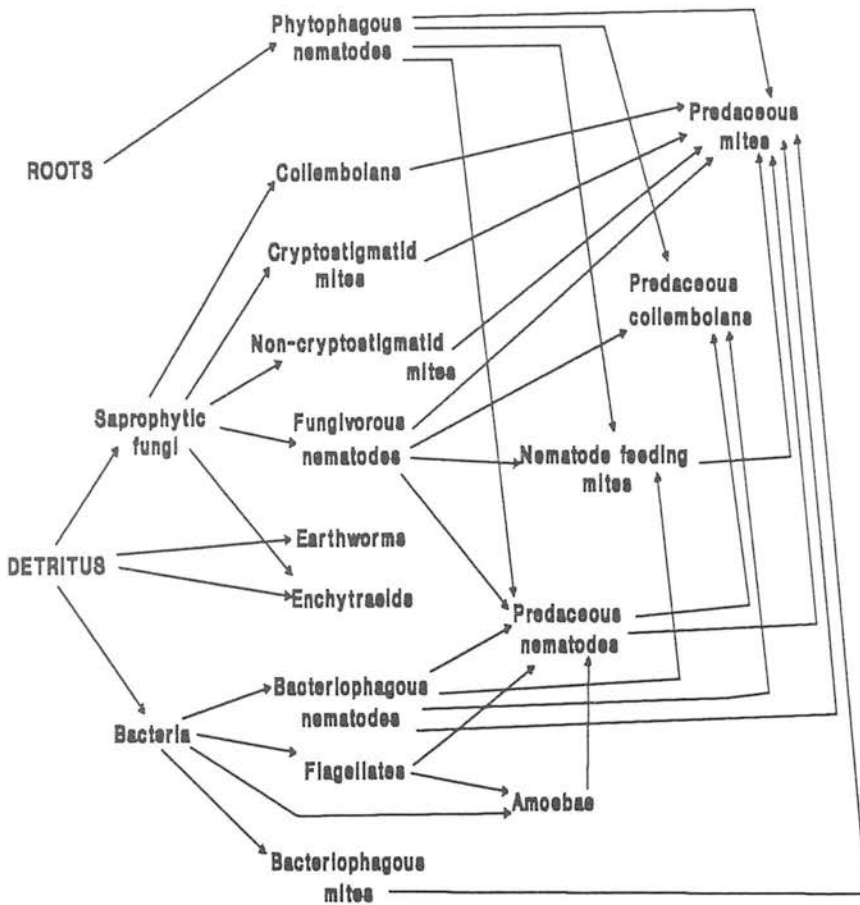 Phytophagous
nematodes
Predaceous
mites
ROOTS
Collembolans
Cryptostigmatid
mites
Predaceous
collembolans
Non-cryptostigmatid
mites
Saprophytic
fungi
Fungivorous
nematodes
Nematode feeding
mites
Earthworms
DETRITUS
Enchytraeids
Predaceous
nematodes
Bacteriophagous
nematodes
Bacteria
Flagellates
Amoebae
Bacteriophagous
mites